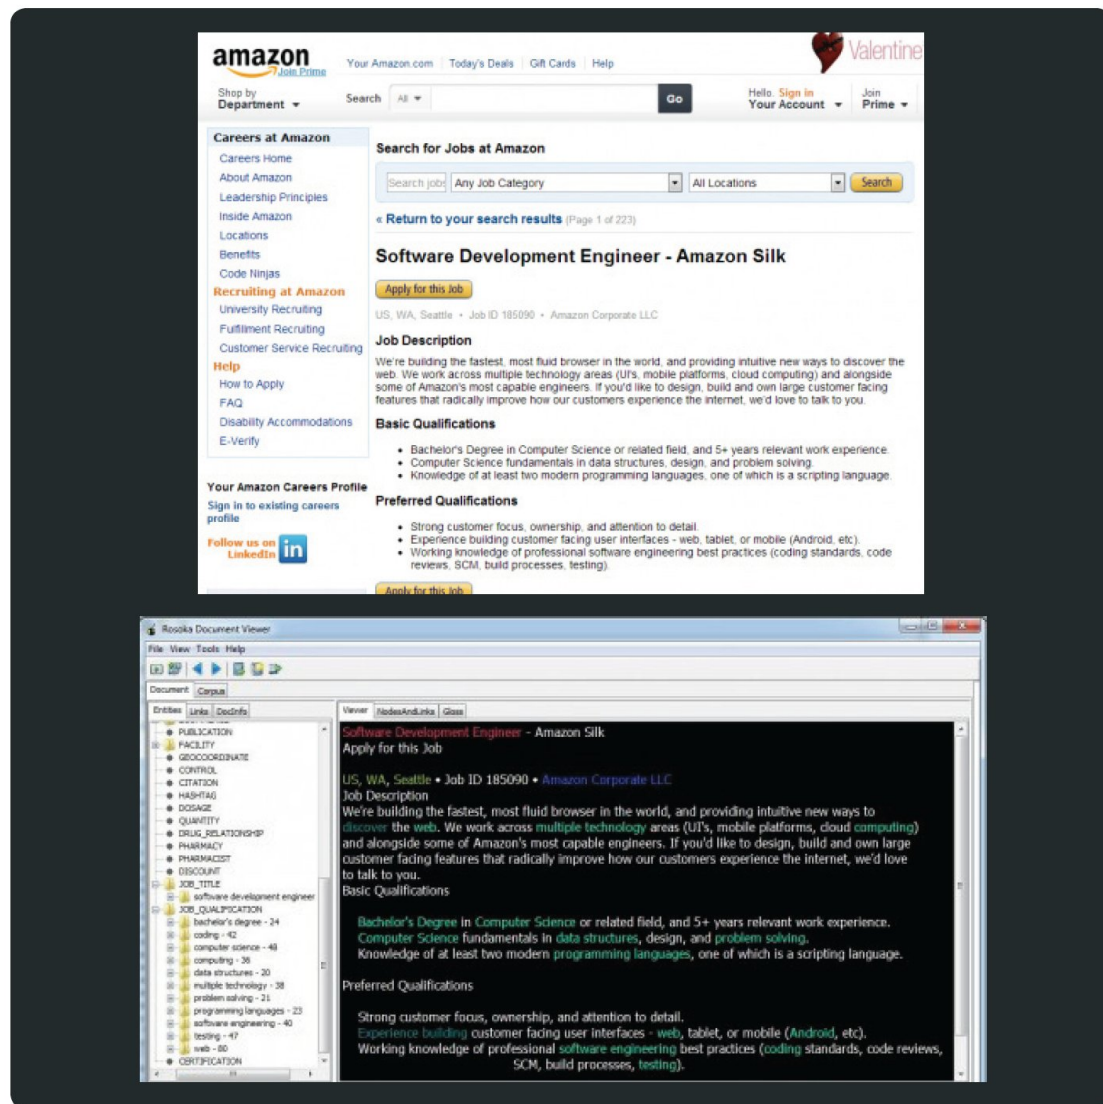 amazon
Join Prime
Your Amazon.com
Today's Deals
Gift Cards
Help
Valentine
Shop by
Department
Search
All
Go
Hello. Sign in
Your Account
Join
Prime
Careers at Amazon
Careers Home
About Amazon
Leadership Principles
Inside Amazon
Locations
Benefits
Code Ninjas
Recruiting at Amazon
University Recruiting
Fulfillment Recruiting
Customer Service Recruiting
Help
How to Apply
FAQ
Disability Accommodations
E-Verify
Your Amazon Careers Profile
Sign in to existing careers
profile
Follow us on
LinkedIn
in
Search for Jobs at Amazon
Search jobs
Any Job Category
All Locations
Search
« Return to your search results (Page 1 of 223)
Software Development Engineer - Amazon Silk
Apply for this Job
US, WA, Seattle • Job ID 185090 • Amazon Corporate LLC
Job Description
We're building the fastest, most fluid browser in the world, and providing intuitive new ways to discover the
web. We work across multiple technology areas (UI's, mobile platforms, cloud computing) and alongside
some of Amazon's most capable engineers. If you'd like to design, build and own large customer facing
features that radically improve how our customers experience the internet, we'd love to talk to you.
Basic Qualifications
• Bachelor's Degree in Computer Science or related field, and 5+ years relevant work experience.
• Computer Science fundamentals in data structures, design, and problem solving.
• Knowledge of at least two modern programming languages, one of which is a scripting language.
Preferred Qualifications
• Strong customer focus, ownership, and attention to detail.
• Experience building customer facing user interfaces - web, tablet, or mobile (Android, etc).
• Working knowledge of professional software engineering best practices (coding standards, code
reviews, SCM, build processes, testing).
Apply for this Job
Rosoka Document Viewer
File View Tools Help
Document
Corpus
Entities
Links
DocInfo
PUBLICATION
FACILITY
GEOCOORDINATE
CONTROL
CITATION
HASHTAG
DOSAGE
QUANTITY
DRUG_RELATIONSHIP
PHARMACY
PHARMACIST
DISCOUNT
JOB_TITLE
software development engineer
JOB_QUALIFICATION
bachelor's degree - 24
coding - 42
computer science - 48
computing - 36
data structures - 20
multiple technology - 38
problem solving - 21
programming languages - 23
software engineering - 40
testing - 47
web - 80
CERTIFICATION
Viewer
NodesAndLinks
Gloss
Software Development Engineer - Amazon Silk
Apply for this Job
US, WA, Seattle • Job ID 185090 • Amazon Corporate LLC
Job Description
We're building the fastest, most fluid browser in the world, and providing intuitive new ways to
discover the web. We work across multiple technology areas (UI's, mobile platforms, cloud computing)
and alongside some of Amazon's most capable engineers. If you'd like to design, build and own large
customer facing features that radically improve how our customers experience the internet, we'd love
to talk to you.
Basic Qualifications
Bachelor's Degree in Computer Science or related field, and 5+ years relevant work experience.
Computer Science fundamentals in data structures, design, and problem solving.
Knowledge of at least two modern programming languages, one of which is a scripting language.
Preferred Qualifications
Strong customer focus, ownership, and attention to detail.
Experience building customer facing user interfaces - web, tablet, or mobile (Android, etc).
Working knowledge of professional software engineering best practices (coding standards, code reviews,
SCM, build processes, testing).